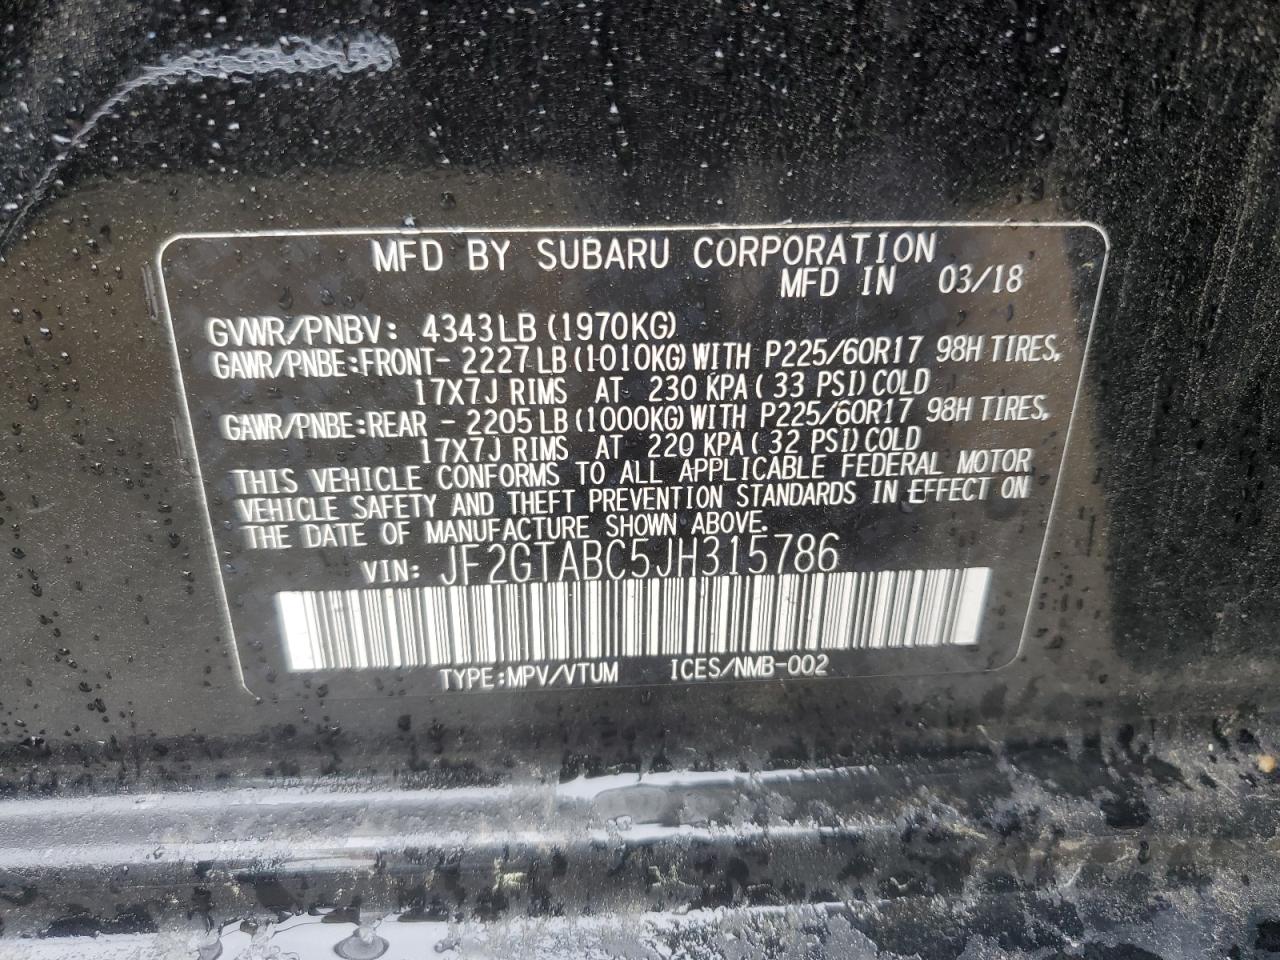 MFD BY SUBARU CORPORATION
MFD IN 03/18
GVWR/PNBV: 4343LB (1970KG)
GAWR/PNBE:FRONT- 2227LB (1010KG) WITH P225/60R17 98H TIRES,
17X7J RIMS AT 230 KPA ( 33 PSI) COLD
GAWR/PNBE:REAR - 2205LB (1000KG) WITH P225/60R17 98H TIRES,
17X7J RIMS AT 220 KPA ( 32 PSI) COLD
THIS VEHICLE CONFORMS TO ALL APPLICABLE FEDERAL MOTOR
VEHICLE SAFETY AND THEFT PREVENTION STANDARDS IN EFFECT ON
THE DATE OF MANUFACTURE SHOWN ABOVE.
VIN: JF2GTABC5JH315786
TYPE:MPV/VTUM ICES/NMB-002